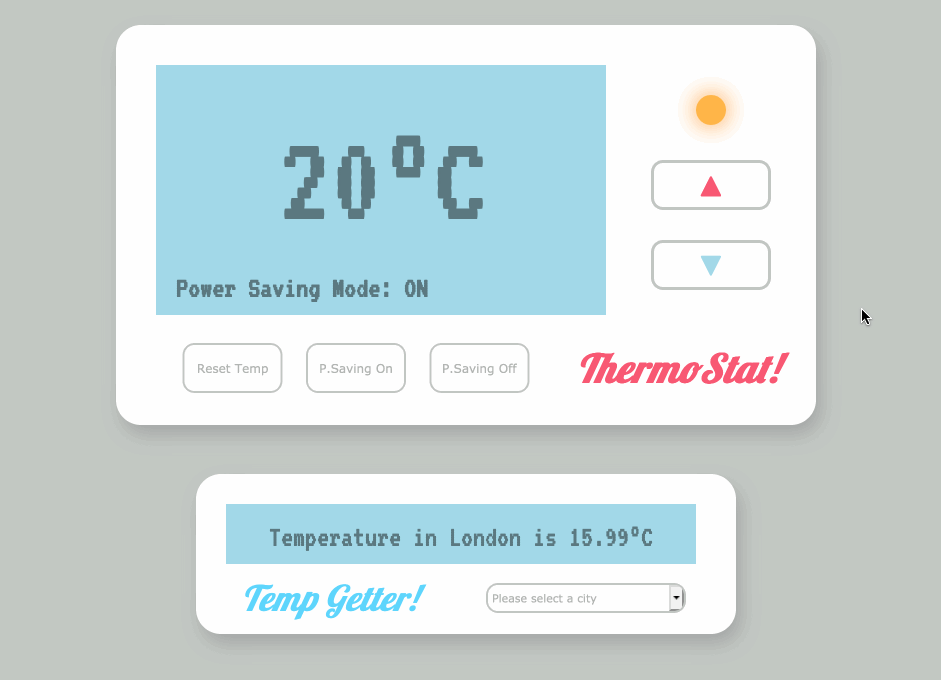 20°C
Power Saving Mode: ON
Reset Temp
P.Saving On
P.Saving Off
ThermoStat!
Temperature in London is 15.99°C
Temp Getter!
Please select a city